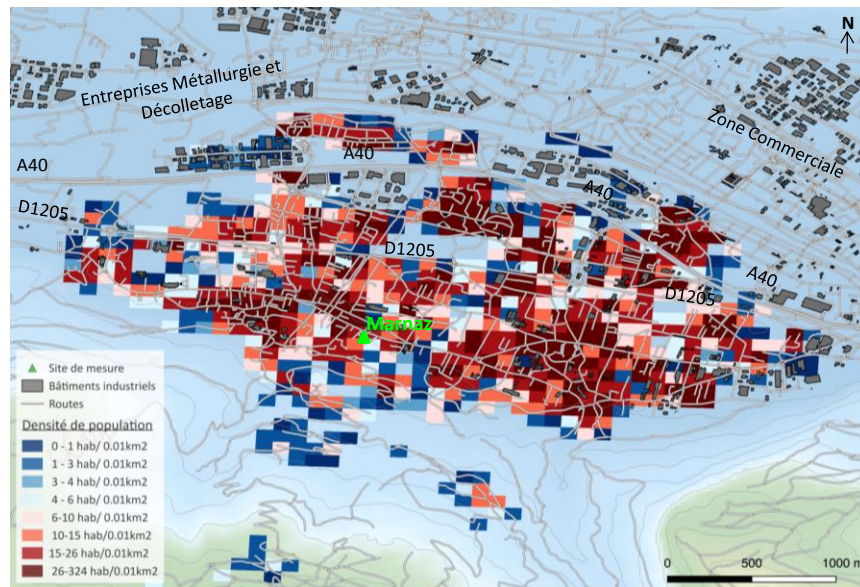 N
Entreprises Métallurgie et
Décolletage
Zone Commerciale
A40
A40
A40
D1205
D1205
A40
D1205
Marnaz
Site de mesure
Bâtiments industriels
Routes
Densité de population
0 - 1 hab/ 0.01km2
1 - 3 hab/ 0.01km2
3 - 4 hab/ 0.01km2
4 - 6 hab/ 0.01km2
6-10 hab/ 0.01km2
10-15 hab/0.01km2
15-26 hab/0.01km2
26-324 hab/0.01km2
0 500 1000 m